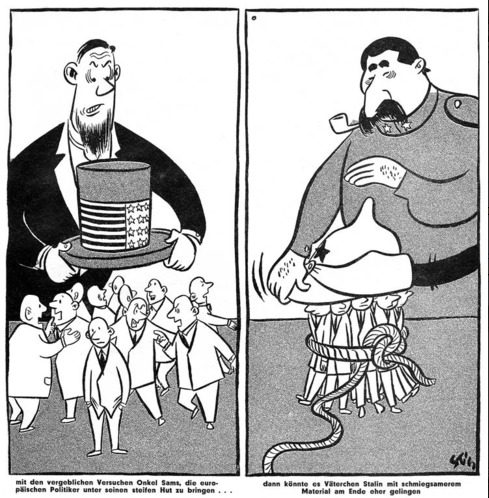 mit den vergeblichen Versuchen Onkel Sams, die euro-
päischen Politiker unter seinen steifen Hut zu bringen . . .
dann könnte es Väterchen Stalin mit schmiegsamerem
Material am Ende eher gelingen